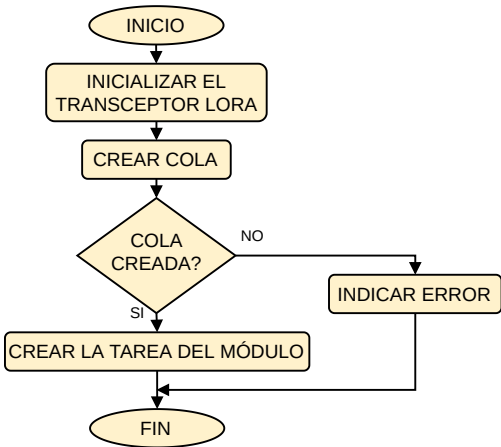 INICIO
INICIALIZAR EL
TRANSCEPTOR LORA
CREAR COLA
COLA
CREADA?
NO
INDICAR ERROR
SI
CREAR LA TAREA DEL MÓDULO
FIN